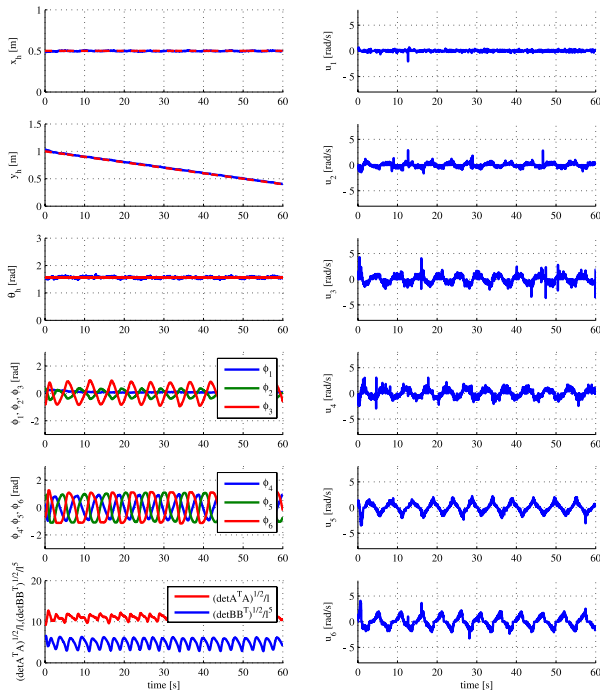 x_h [m]
1
0.5
0
0 10 20 30 40 50 60
y_h [m]
1.5
1
0.5
0
0 10 20 30 40 50 60
θ_h [rad]
3
2
1
0
0 10 20 30 40 50 60
ϕ_1, ϕ_2, ϕ_3 [rad]
2
0
-2
ϕ_1
ϕ_2
ϕ_3
0 10 20 30 40 50 60
ϕ_4, ϕ_5, ϕ_6 [rad]
2
0
-2
ϕ_4
ϕ_5
ϕ_6
0 10 20 30 40 50 60
(detA^TA)^1/2/l,(detBB^T)^1/2/l^5
20
10
0
(detA^TA)^1/2/l
(detBB^T)^1/2/l^5
0 10 20 30 40 50 60
time [s]
u_1 [rad/s]
5
0
-5
0 10 20 30 40 50 60
u_2 [rad/s]
5
0
-5
0 10 20 30 40 50 60
u_3 [rad/s]
5
0
-5
0 10 20 30 40 50 60
u_4 [rad/s]
5
0
-5
0 10 20 30 40 50 60
u_5 [rad/s]
5
0
-5
0 10 20 30 40 50 60
u_6 [rad/s]
5
0
-5
0 10 20 30 40 50 60
time [s]